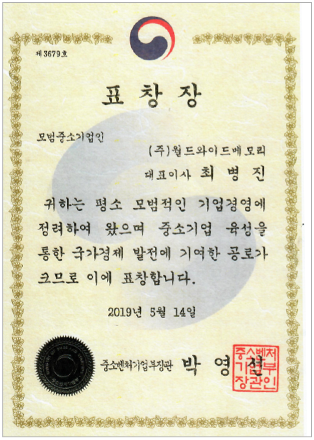 제 3679호
표창장
모범중소기업인
(주)월드와이드메모리
대표이사 최병진
귀하는 평소 모범적인 기업경영에
정려하여 왔으며 중소기업 육성을
통한 국가경제 발전에 기여한 공로가
크므로 이에 표창합니다.
2019년 5월 14일
중소벤처기업부장관 박영선
중소벤처
기업부
장관인